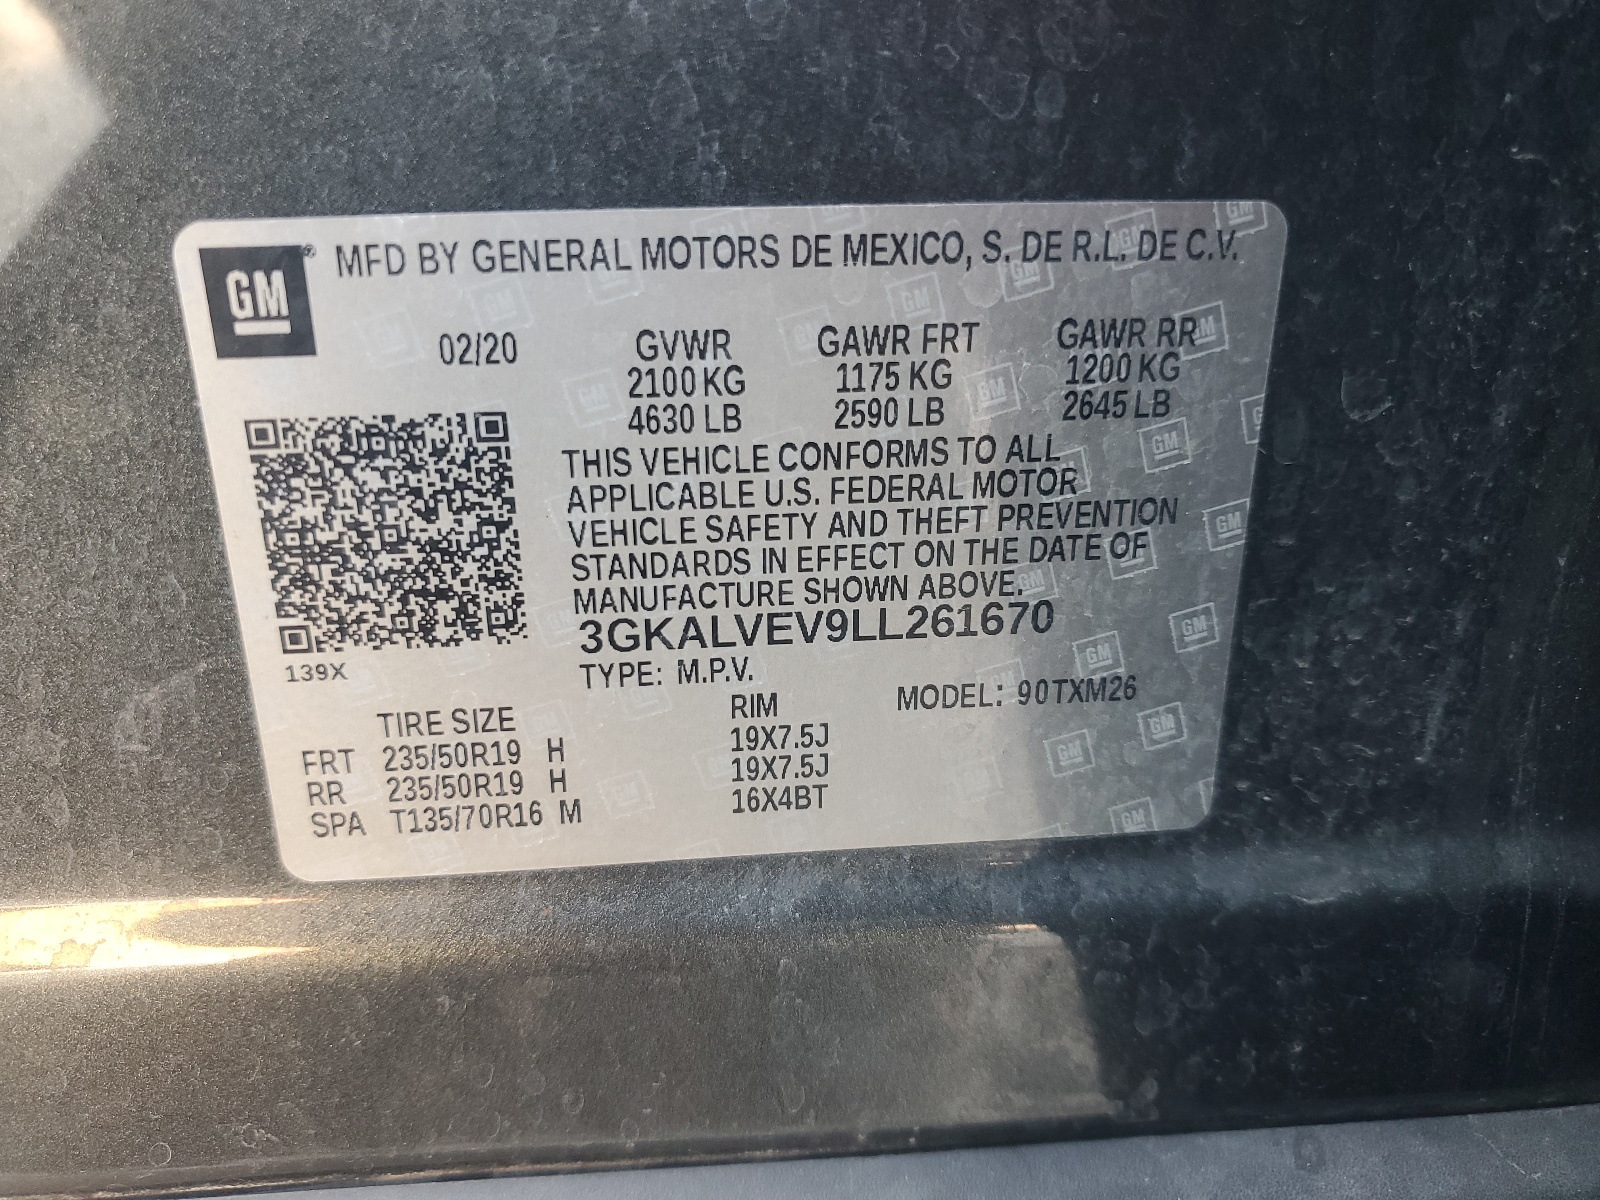 GM ® MFD BY GENERAL MOTORS DE MEXICO, S. DE R.L. DE C.V.
02/20 GVWR GAWR FRT GAWR RR
2100 KG 1175 KG 1200 KG
4630 LB 2590 LB 2645 LB
THIS VEHICLE CONFORMS TO ALL
APPLICABLE U.S. FEDERAL MOTOR
VEHICLE SAFETY AND THEFT PREVENTION
STANDARDS IN EFFECT ON THE DATE OF
MANUFACTURE SHOWN ABOVE.
3GKALVEV9LL261670
139X
TYPE: M.P.V.
MODEL: 90TXM26
TIRE SIZE RIM
FRT 235/50R19 H 19X7.5J
RR 235/50R19 H 19X7.5J
SPA T135/70R16 M 16X4BT